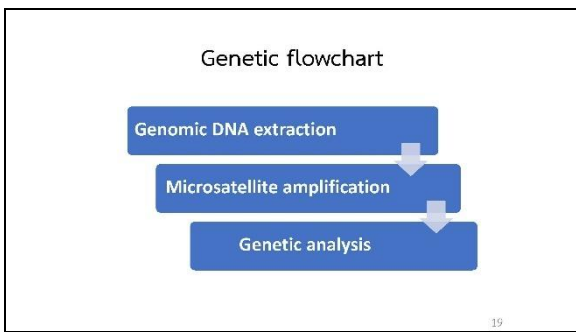 Genetic flowchart
Genomic DNA extraction
Microsatellite amplification
Genetic analysis
19